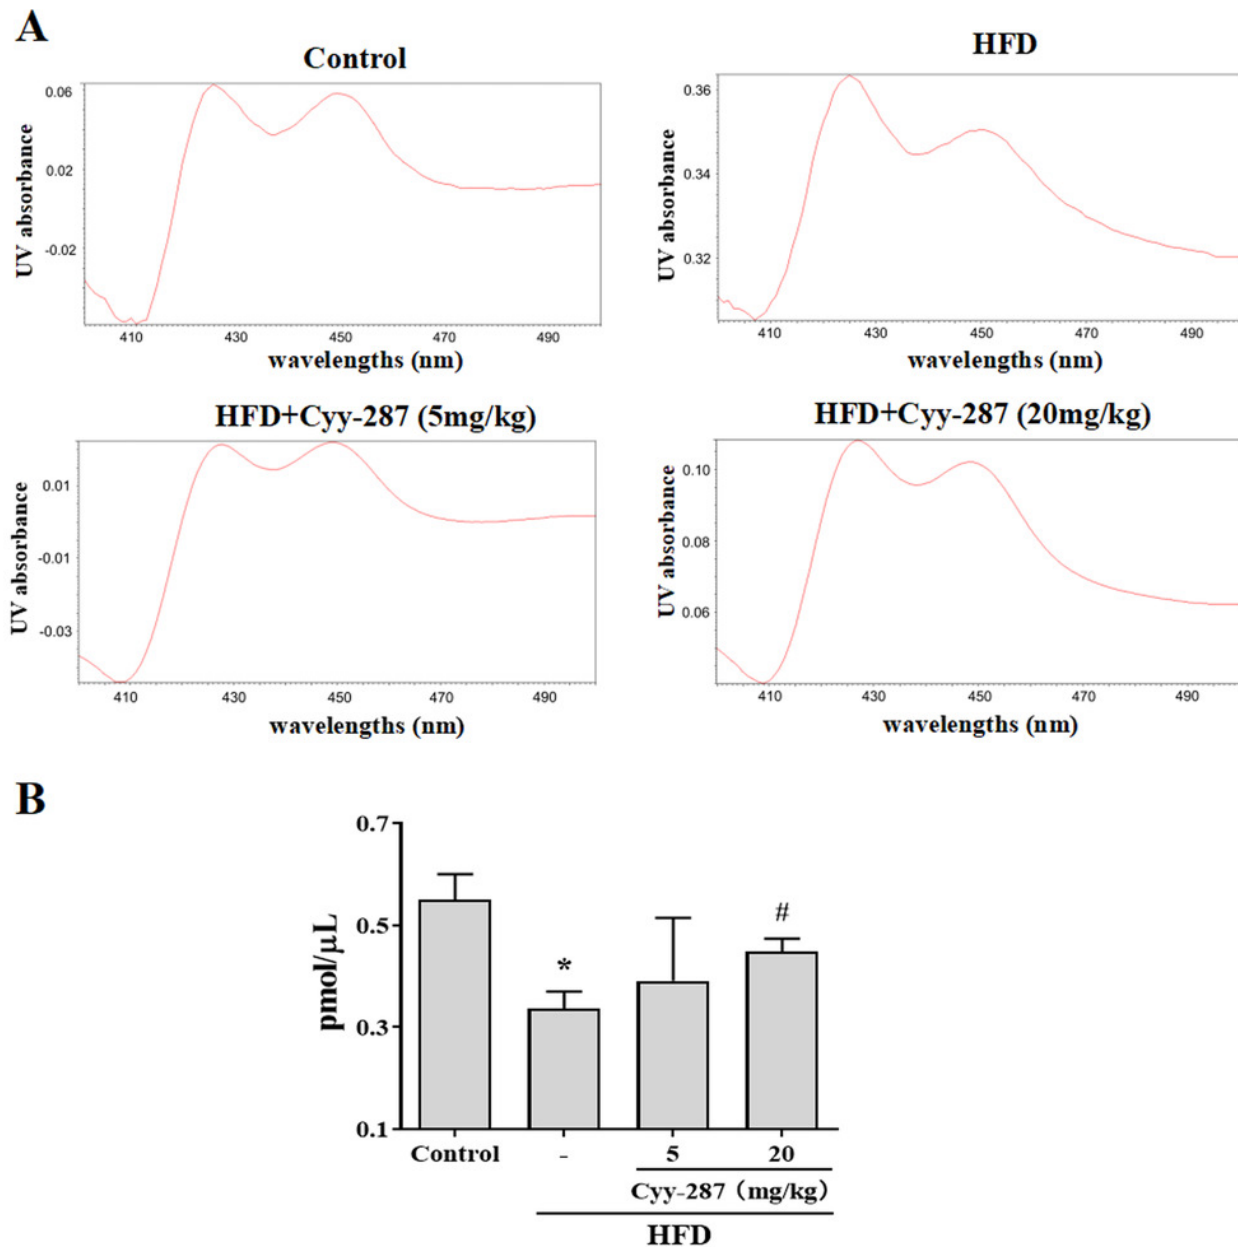 A
Control
0.06
0.02
-0.02
UV absorbance
410 430 450 470 490
wavelengths (nm)
HFD
0.36
0.34
0.32
UV absorbance
410 430 450 470 490
wavelengths (nm)
HFD+Cyy-287 (5mg/kg)
0.01
-0.01
-0.03
UV absorbance
410 430 450 470 490
wavelengths (nm)
HFD+Cyy-287 (20mg/kg)
0.10
0.08
0.06
UV absorbance
410 430 450 470 490
wavelengths (nm)
B
0.7
0.5
0.3
0.1
pmol/μL
*
#
Control - 5 20
Cyy-287（mg/kg）
HFD